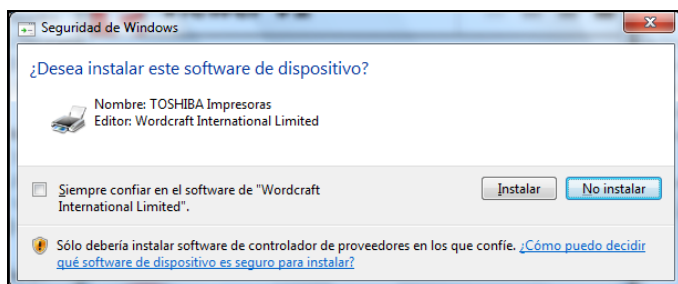 Seguridad de Windows
¿Desea instalar este software de dispositivo?
Nombre: TOSHIBA Impresoras
Editor: Wordcraft International Limited
Siempre confiar en el software de "Wordcraft
International Limited".
Instalar
No instalar
Sólo debería instalar software de controlador de proveedores en los que confíe. ¿Cómo puedo decidir
qué software de dispositivo es seguro para instalar?